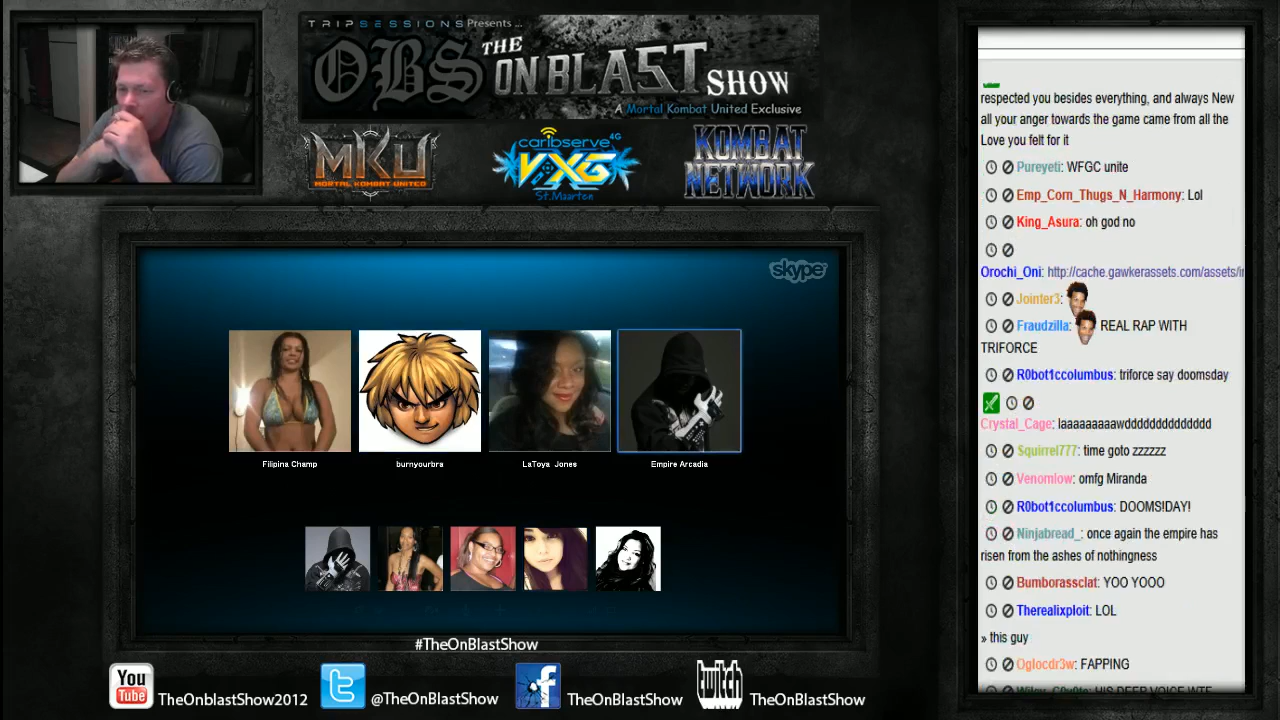 TRIPSESSIONS Presents ...
OBS THE ON BLAST SHOW
A Mortal Kombat United Exclusive
MKU
MORTAL KOMBAT UNITED
caribserve 4G
VXG
St.Maarten
KOMBAT
NETWORK
skype
Filipina Champ
burnyourbra
LaToya Jones
Empire Arcadia
#TheOnBlastShow
You
Tube
TheOnblastShow2012
@TheOnBlastShow
TheOnBlastShow
twitch
TheOnBlastShow
respected you besides everything, and always New
all your anger towards the game came from all the
Love you felt for it
Pureyeti: WFGC unite
Emp_Corn_Thugs_N_Harmony: Lol
King_Asura: oh god no
Orochi_Oni: http://cache.gawkerassets.com/assets/i
Jointer3:
Fraudzilla: REAL RAP WITH
TRIFORCE
R0bot1ccolumbus: triforce say doomsday
Crystal_Cage: laaaaaaaawdddddddddddddd
Squirrel777: time goto zzzzzz
Venomlow: omfg Miranda
R0bot1ccolumbus: DOOMS!DAY!
Ninjabread_: once again the empire has
risen from the ashes of nothingness
Bumborassclat: YOO YOOO
Therealixploit: LOL
» this guy
Oglocdr3w: FAPPING
HIS DEEP VOICE WTF